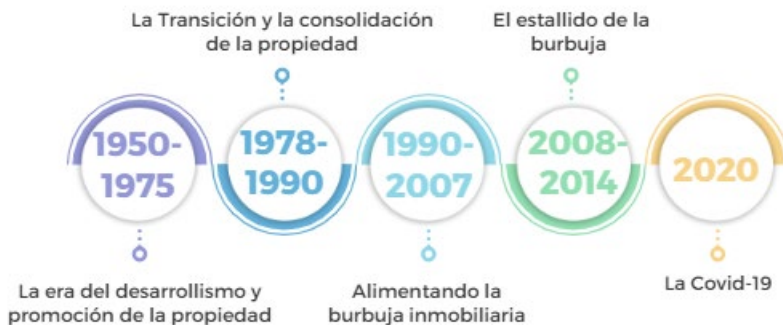 La Transición y la consolidación
de la propiedad
El estallido de la
burbuja
1950-
1975
1978-
1990
1990-
2007
2008-
2014
2020
La era del desarrollismo y
promoción de la propiedad
Alimentando la
burbuja inmobiliaria
La Covid-19